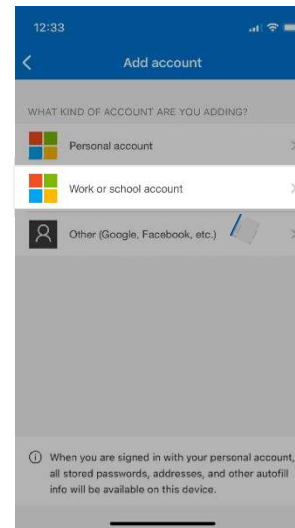 12:33
Add account
WHAT KIND OF ACCOUNT ARE YOU ADDING?
Personal account
Work or school account
Other (Google, Facebook, etc.)
When you are signed in with your personal account,
all stored passwords, addresses, and other autofill
info will be available on this device.